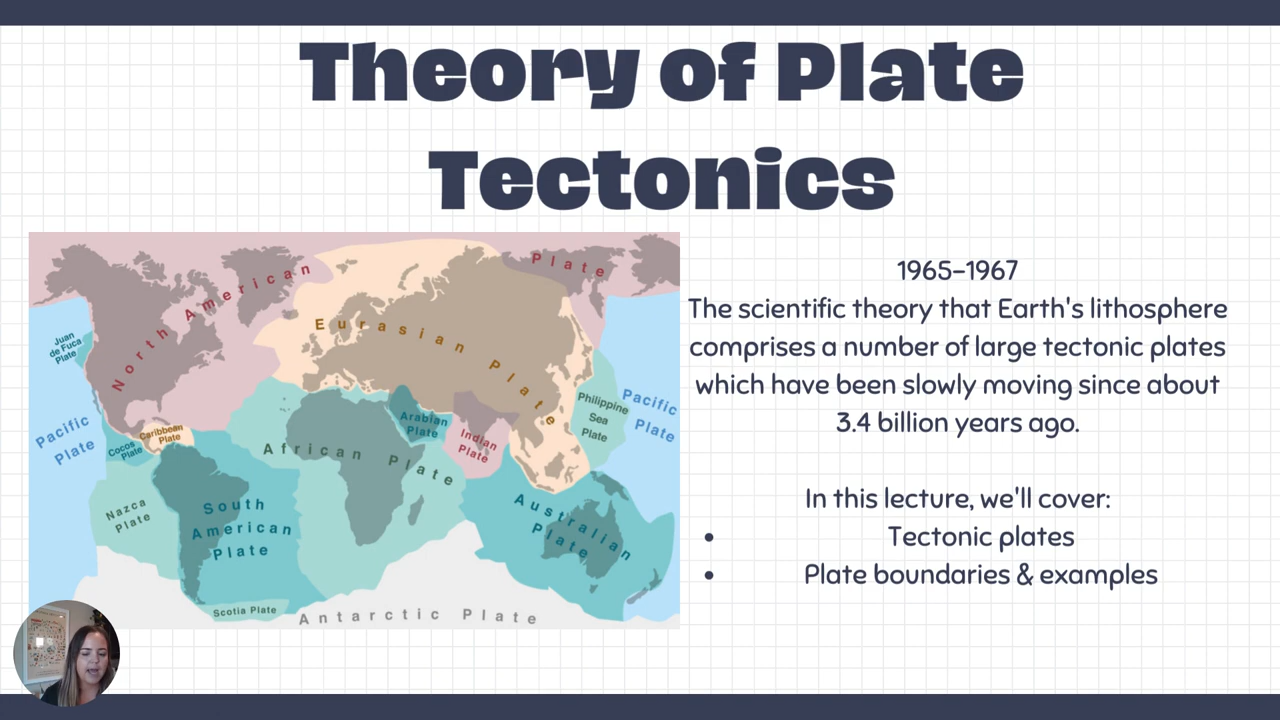 Theory of Plate
Tectonics
North American
Plate
Eurasian Plate
Juan
de Fuca
Plate
Pacific
Plate
Caribbean
Plate
Cocos
Plate
Arabian
Plate
Indian
Plate
Philippine
Sea
Plate
Pacific
Plate
African Plate
Nazca
Plate
South
American
Plate
Australian
Plate
Scotia Plate
Antarctic Plate
1965-1967
The scientific theory that Earth's lithosphere
comprises a number of large tectonic plates
which have been slowly moving since about
3.4 billion years ago.
In this lecture, we'll cover:
• Tectonic plates
• Plate boundaries & examples